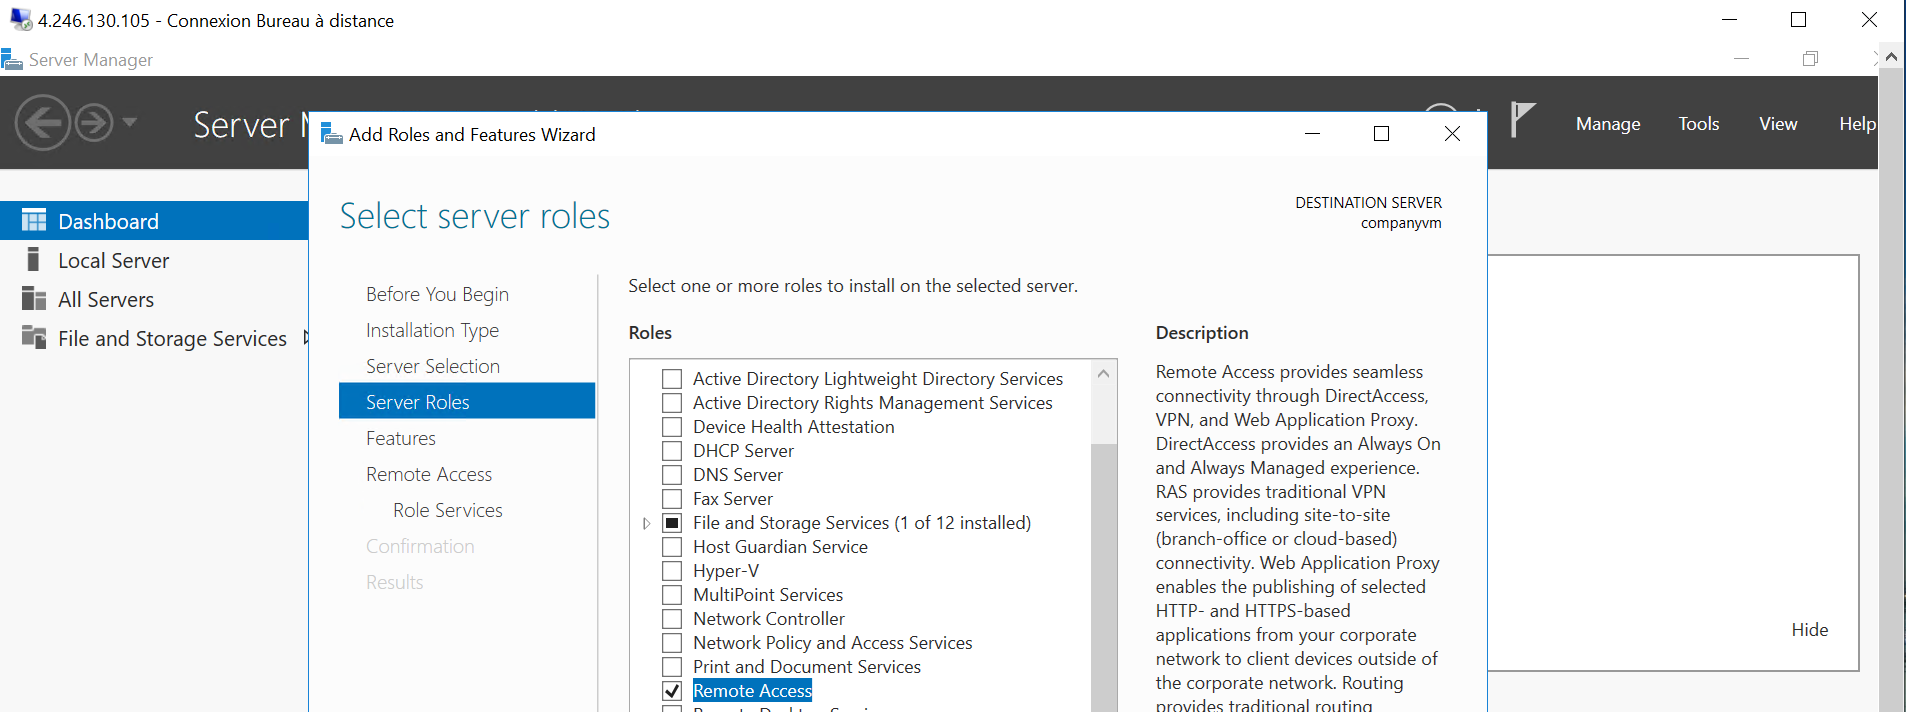 4.246.130.105 - Connexion Bureau à distance
Server Manager
Server
Manage
Tools
View
Help
Add Roles and Features Wizard
Select server roles
DESTINATION SERVER
companyvm
Dashboard
Local Server
All Servers
File and Storage Services
Before You Begin
Installation Type
Server Selection
Server Roles
Features
Remote Access
Role Services
Confirmation
Results
Select one or more roles to install on the selected server.
Roles
Active Directory Lightweight Directory Services
Active Directory Rights Management Services
Device Health Attestation
DHCP Server
DNS Server
Fax Server
File and Storage Services (1 of 12 installed)
Host Guardian Service
Hyper-V
MultiPoint Services
Network Controller
Network Policy and Access Services
Print and Document Services
Remote Access
Description
Remote Access provides seamless
connectivity through DirectAccess,
VPN, and Web Application Proxy.
DirectAccess provides an Always On
and Always Managed experience.
RAS provides traditional VPN
services, including site-to-site
(branch-office or cloud-based)
connectivity. Web Application Proxy
enables the publishing of selected
HTTP- and HTTPS-based
applications from your corporate
network to client devices outside of
the corporate network. Routing
provides traditional routing
Hide